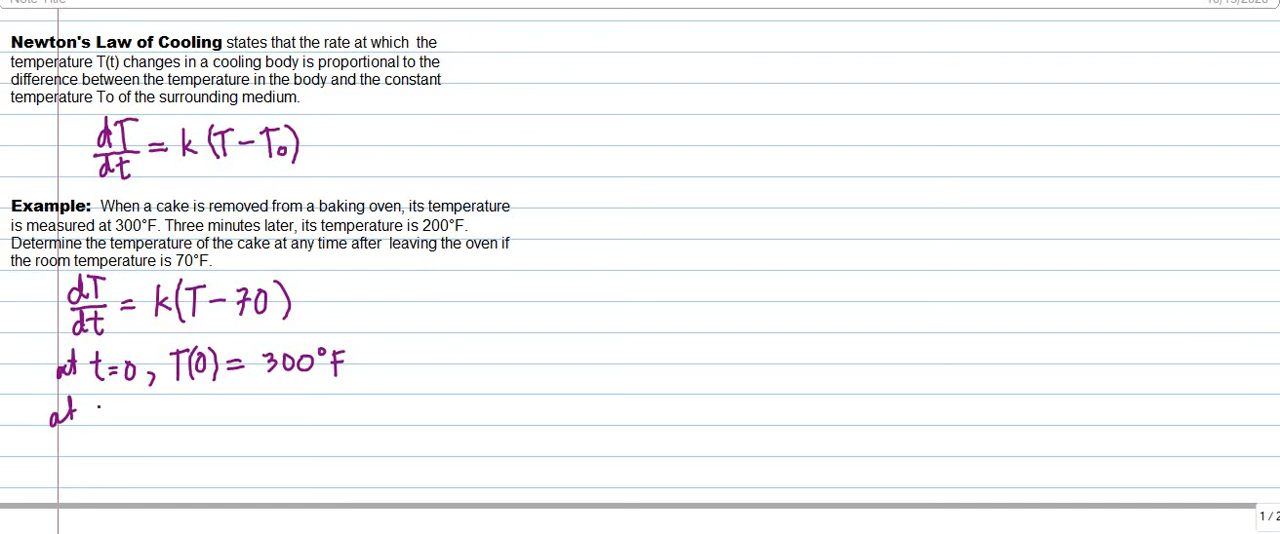 Note Title
Newton's Law of Cooling states that the rate at which the
temperature T(t) changes in a cooling body is proportional to the
difference between the temperature in the body and the constant
temperature To of the surrounding medium.
dT/dt = k (T - T₀)
Example: When a cake is removed from a baking oven, its temperature
is measured at 300°F. Three minutes later, its temperature is 200°F.
Determine the temperature of the cake at any time after leaving the oven if
the room temperature is 70°F.
dT/dt = k(T - 70)
at t=0, T(0) = 300°F
at
1 / 2